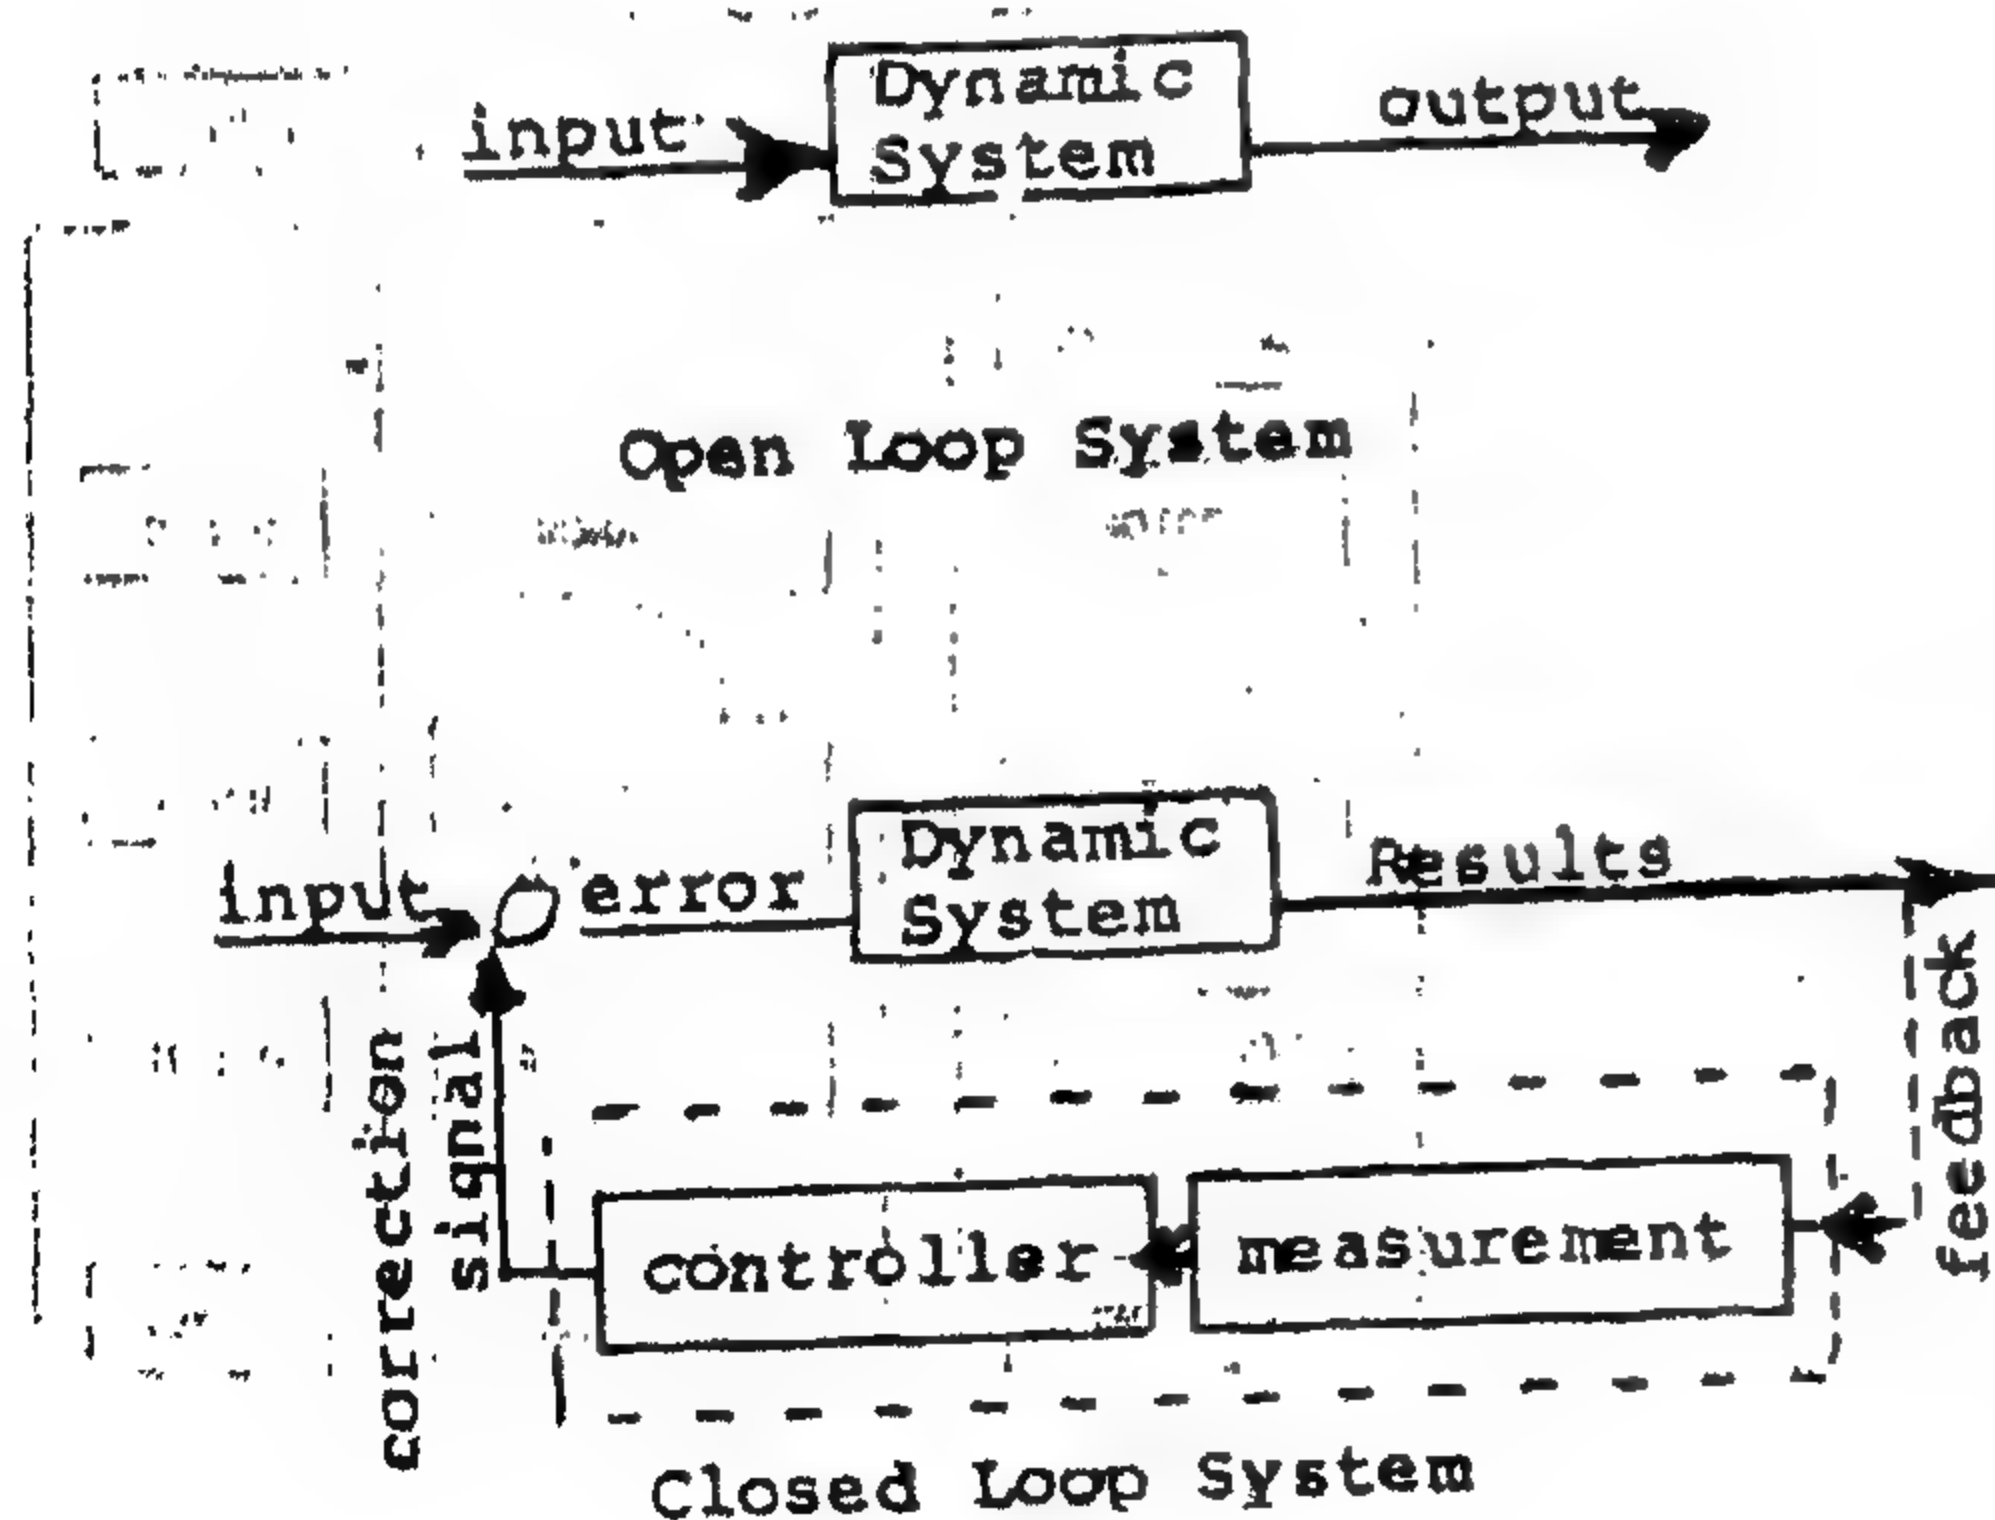 Dynamic
System
input
output
Open Loop System
Dynamic
System
input
error
Results
correction
signal
feedback
controller
measurement
Closed Loop System